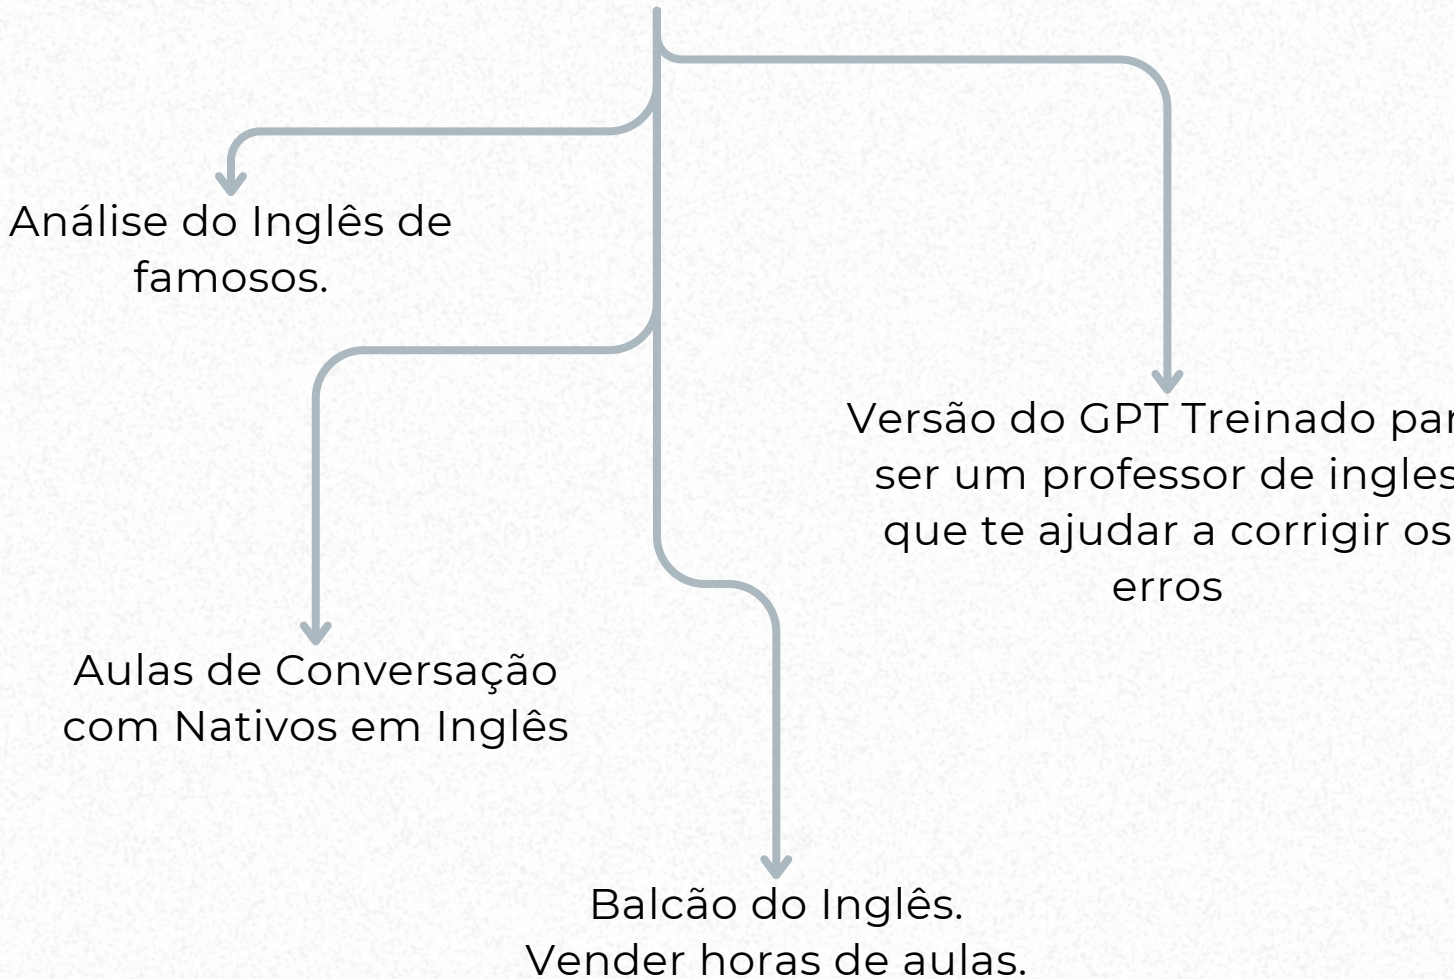 Análise do Inglês de
famosos.
Versão do GPT Treinado par
ser um professor de ingles
que te ajudar a corrigir os
erros
Aulas de Conversação
com Nativos em Inglês
Balcão do Inglês.
Vender horas de aulas.